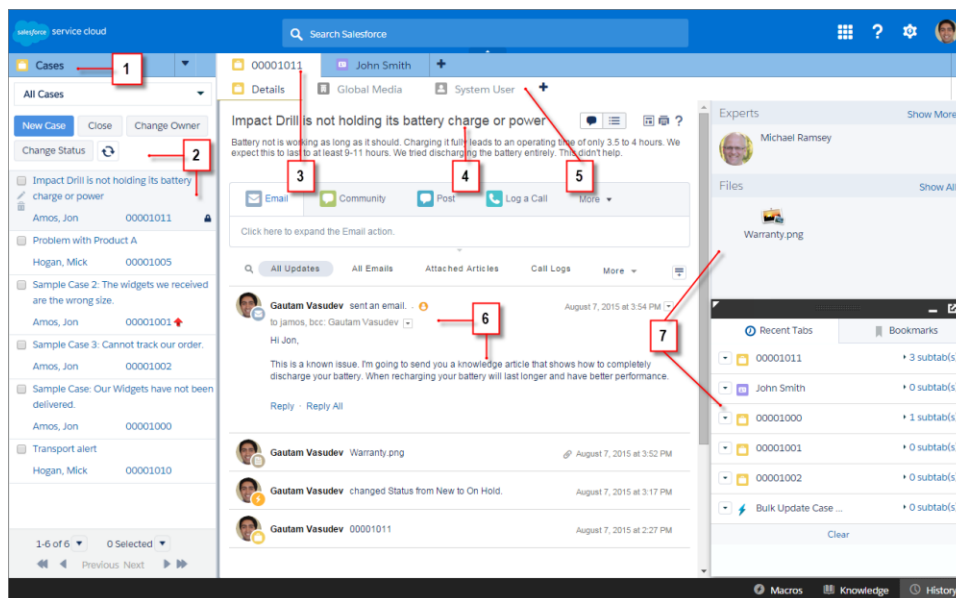 salesforce service cloud
Search Salesforce
?
Cases
1
00001011
John Smith
+
All Cases
Details
Global Media
System User
+
New Case
Close
Change Owner
Change Status
2
Impact Drill is not holding its battery
charge or power
Amos, Jon 00001011
Problem with Product A
Hogan, Mick 00001005
Sample Case 2: The widgets we received
are the wrong size.
Amos, Jon 00001001
Sample Case 3: Cannot track our order.
Amos, Jon 00001002
Sample Case: Our Widgets have not been
delivered.
Amos, Jon 00001000
Transport alert
Hogan, Mick 00001010
1-6 of 6
0 Selected
Previous Next
Impact Drill is not holding its battery charge or power
?
Battery not is working as long as it should. Charging it fully leads to an operating time of only 3.5 to 4 hours. We
expect this to last to at least 9-11 hours. We tried discharging the battery entirely. This didn't help.
3
4
5
Email
Community
Post
Log a Call
More
Click here to expand the Email action.
All Updates
All Emails
Attached Articles
Call Logs
More
Gautam Vasudev sent an email. -
August 7, 2015 at 3:54 PM
to jamos, bcc: Gautam Vasudev
6
Hi Jon,
This is a known issue. I'm going to send you a knowledge article that shows how to completely
discharge your battery. When recharging your battery will last longer and have better performance.
Reply - Reply All
Gautam Vasudev Warranty.png
August 7, 2015 at 3:52 PM
Gautam Vasudev changed Status from New to On Hold.
August 7, 2015 at 3:17 PM
Gautam Vasudev 00001011
August 7, 2015 at 2:27 PM
Experts
Show More
Michael Ramsey
Files
Show All
Warranty.png
7
Recent Tabs
Bookmarks
00001011
3 subtab(s)
John Smith
0 subtab(s)
00001000
1 subtab(s)
00001001
0 subtab(s)
00001002
0 subtab(s)
Bulk Update Case ...
0 subtab(s)
Clear
Macros
Knowledge
History